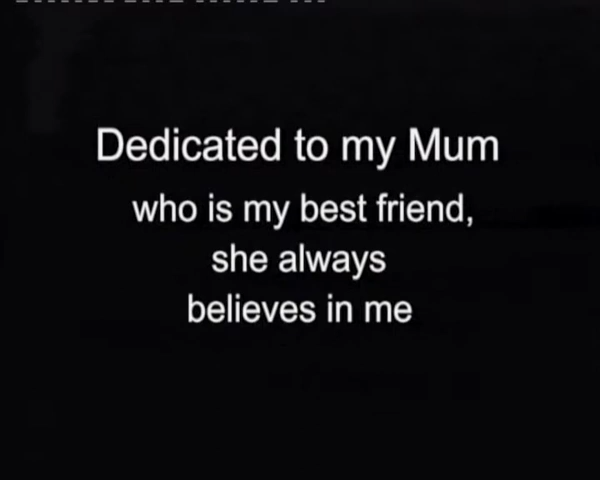 Dedicated to my Mum
who is my best friend,
she always
believes in me